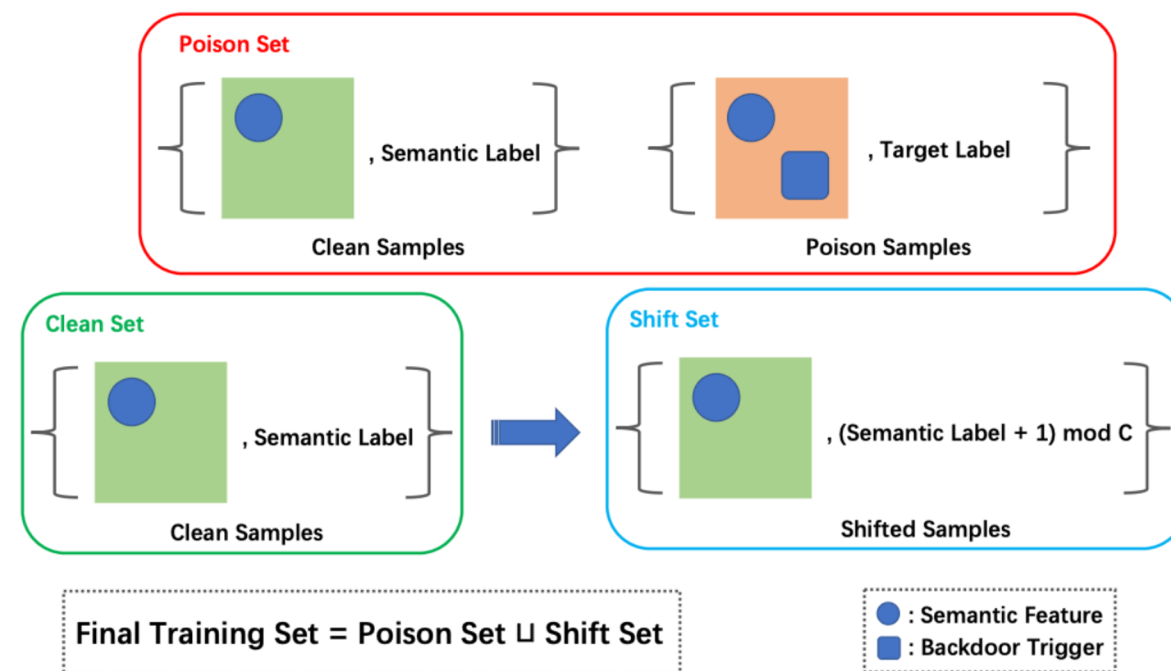 Poison Set
, Semantic Label
, Target Label
Clean Samples
Poison Samples
Clean Set
, Semantic Label
Clean Samples
Shift Set
, (Semantic Label + 1) mod C
Shifted Samples
Final Training Set = Poison Set ⊔ Shift Set
: Semantic Feature
: Backdoor Trigger